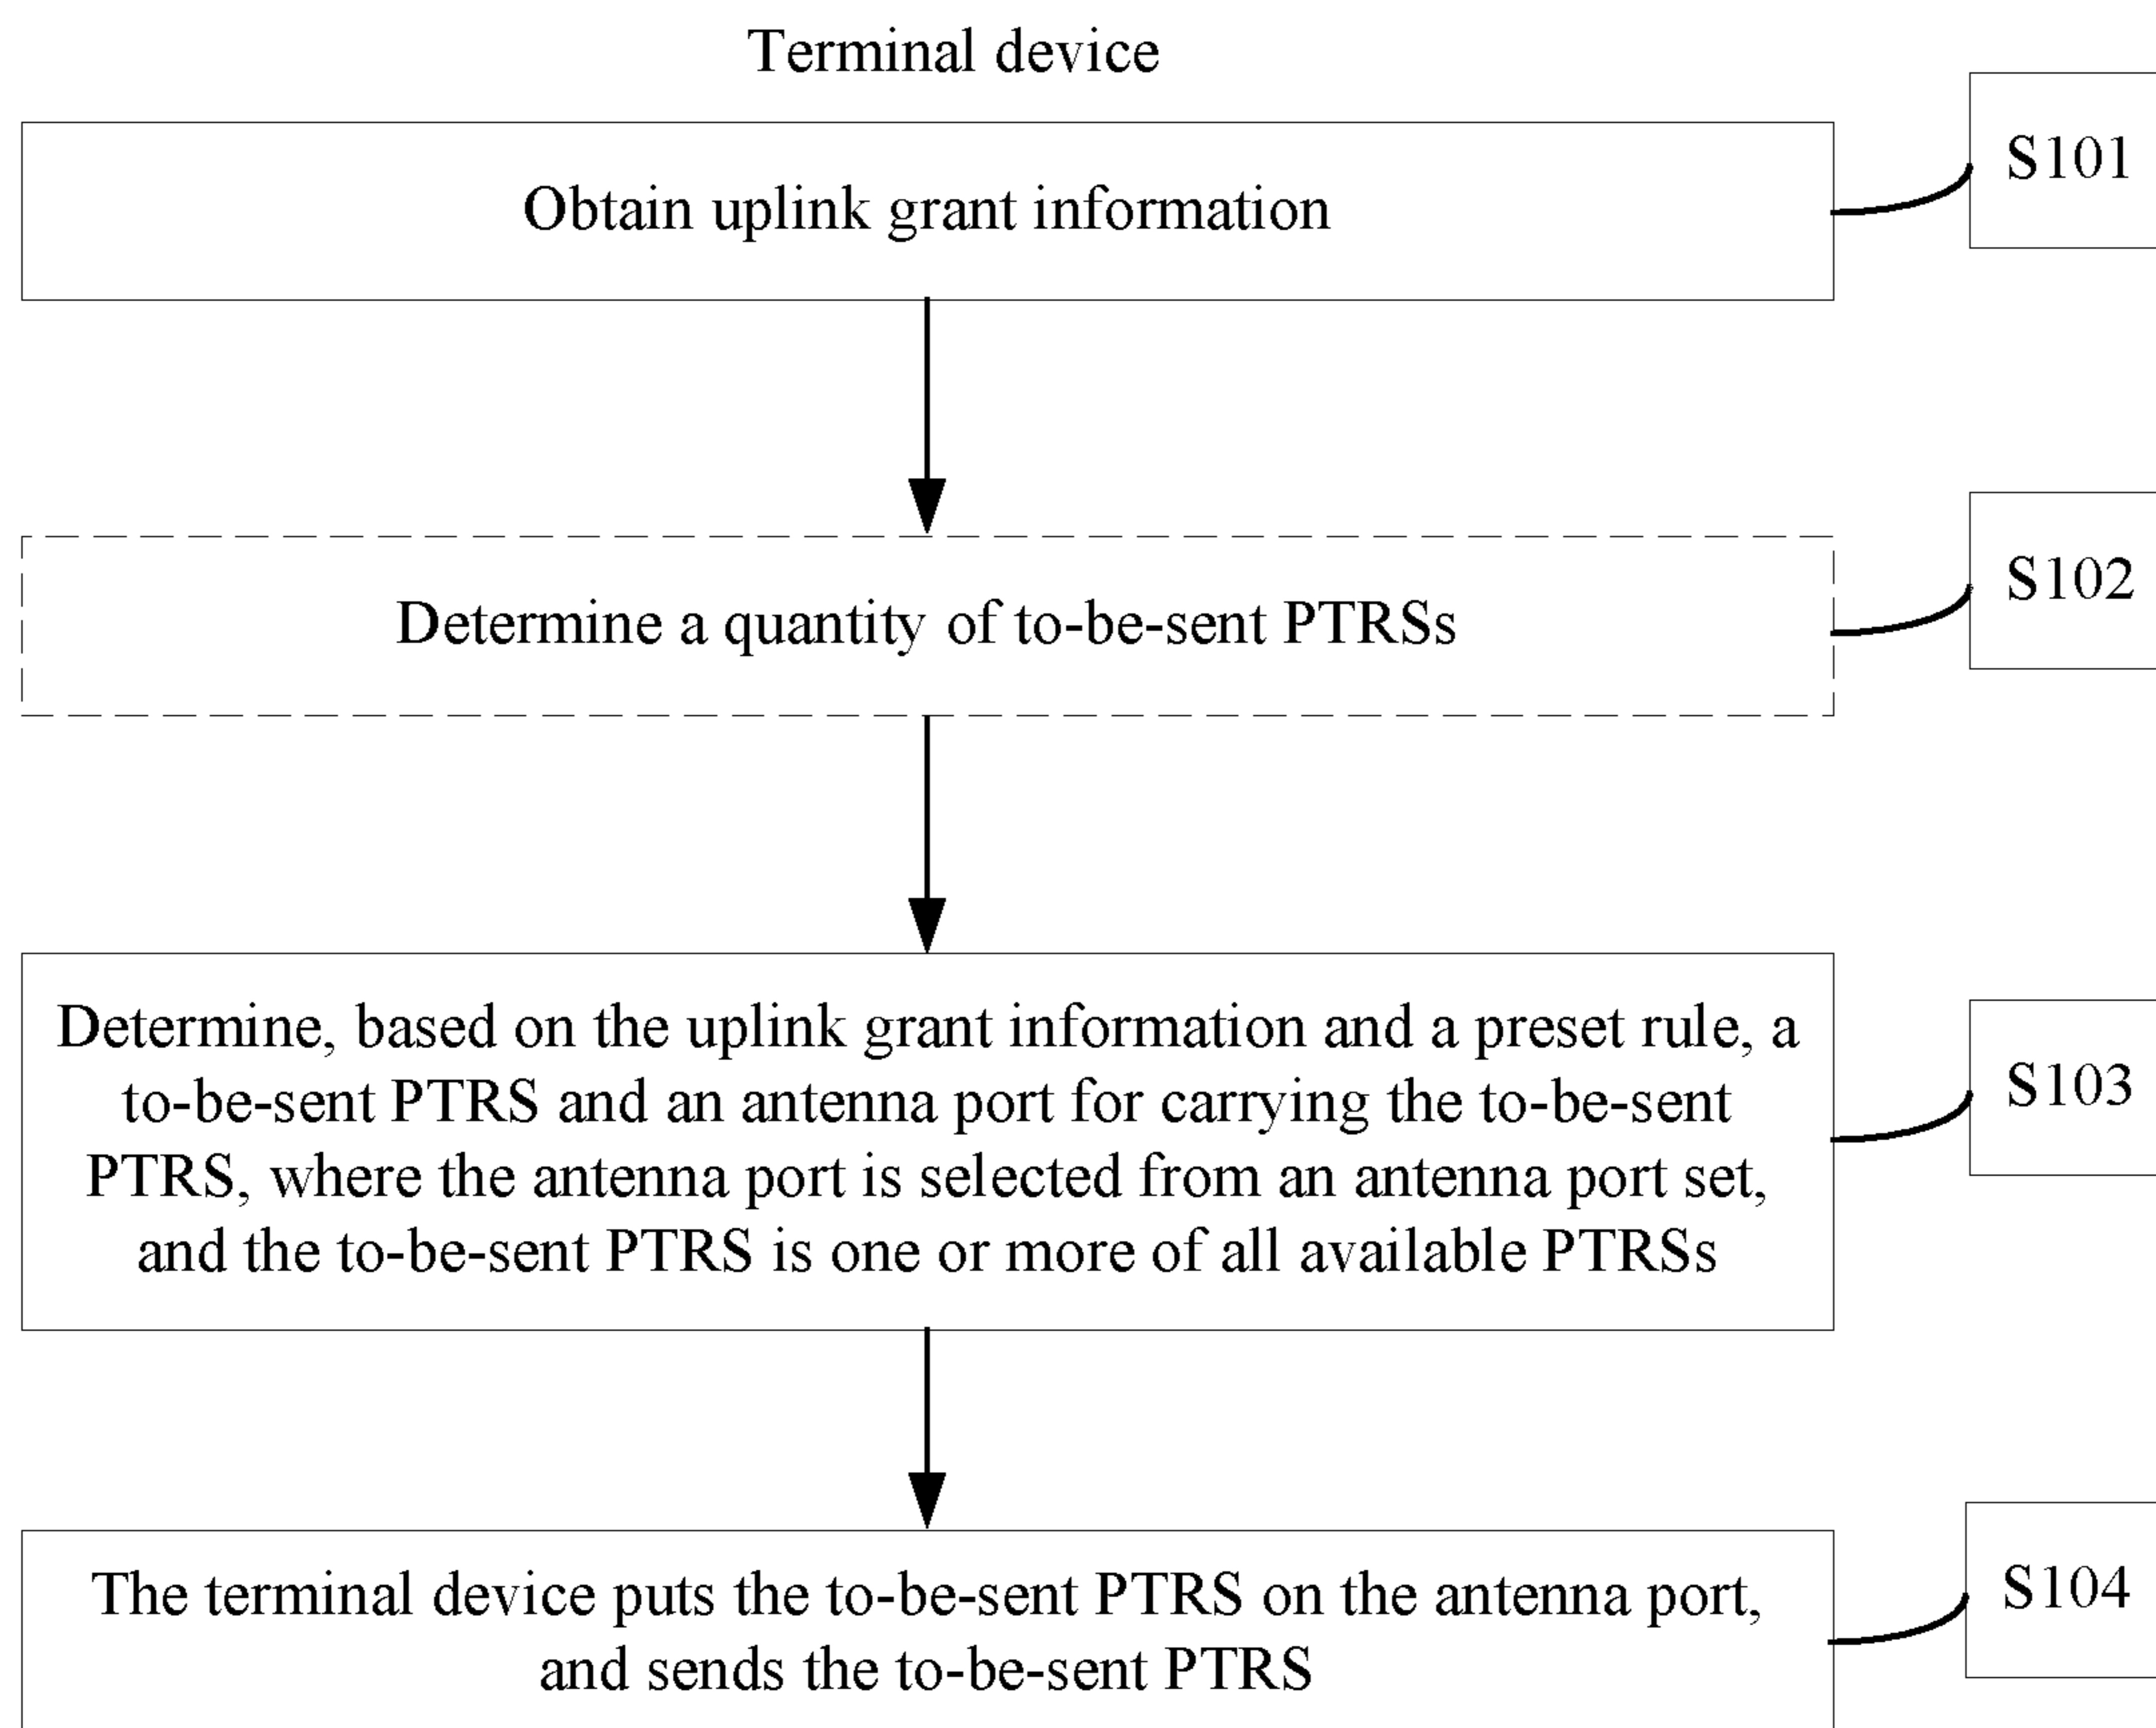 Terminal device
Obtain uplink grant information
S101
Determine a quantity of to-be-sent PTRSs
S102
Determine, based on the uplink grant information and a preset rule, a
to-be-sent PTRS and an antenna port for carrying the to-be-sent
PTRS, where the antenna port is selected from an antenna port set,
and the to-be-sent PTRS is one or more of all available PTRSs
S103
The terminal device puts the to-be-sent PTRS on the antenna port,
and sends the to-be-sent PTRS
S104